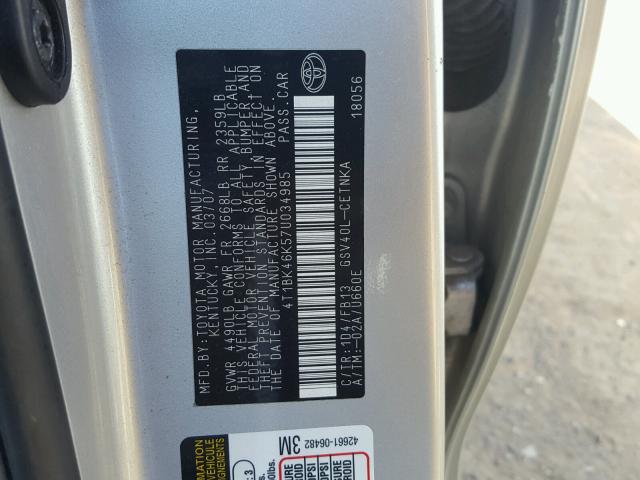 MFD.BY:TOYOTA MOTOR MANUFACTURING,
KENTUCKY, INC 03/07
GVWR 4490LB GAWR FR 2668LB RR 2359LB
THIS VEHICLE CONFORMS TO ALL APPLICABLE
FEDERAL MOTOR VEHICLE SAFETY BUMPER, AND
THEFT PREVENTION STANDARDS IN EFFECT ON
THE DATE OF MANUFACTURE SHOWN ABOVE.
4T1BK46K57U034985 PASS.CAR
C/TR:1D4/FB13 GSV40L-CETNKA
A/TM:-02A/U660E 18056
42661-06482
3M